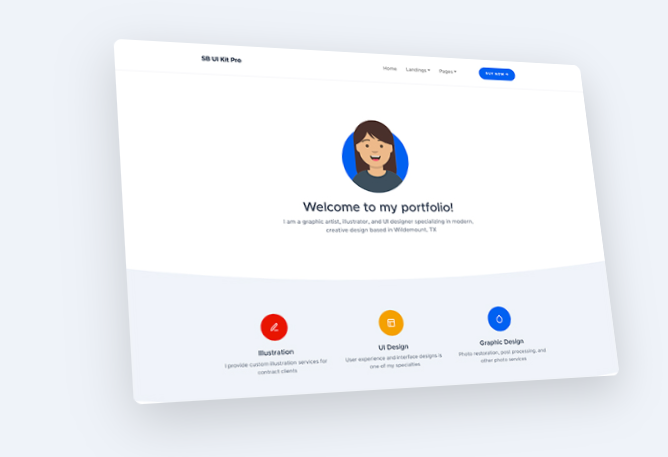 SB UI Kit Pro
Home Landings Pages BUY NOW
Welcome to my portfolio!
I am a graphic artist, illustrator, and UI designer specializing in modern,
creative design based in Wildemount, TX
Illustration
I provide custom illustration services for
contract clients
UI Design
User experience and interface designs is
one of my specialties
Graphic Design
Photo restoration, post processing, and
other photo services